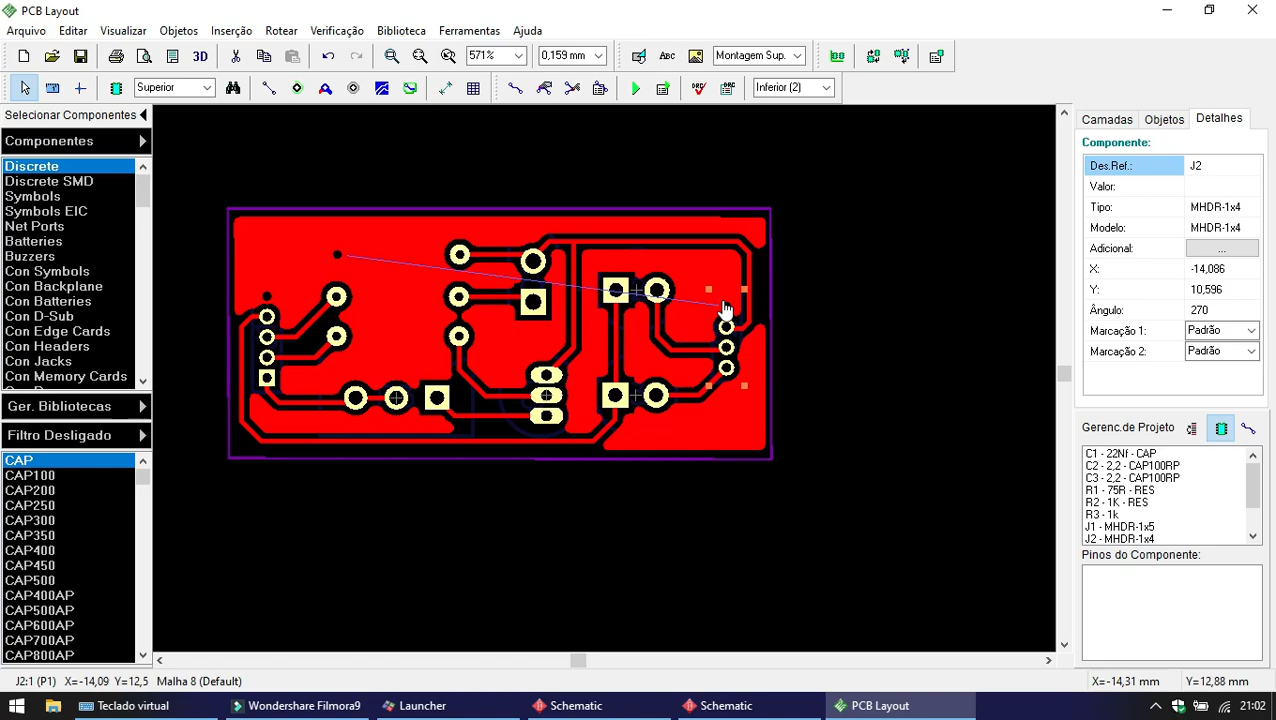 PCB Layout
Arquivo Editar Visualizar Objetos Inserção Rotear Verificação Biblioteca Ferramentas Ajuda
3D 571% 0,159 mm Abc Montagem Sup.
Superior DRC Inferior (2)
Selecionar Componentes
Componentes
Discrete
Discrete SMD
Symbols
Symbols EIC
Net Ports
Batteries
Buzzers
Con Symbols
Con Backplane
Con Batteries
Con D-Sub
Con Edge Cards
Con Headers
Con Jacks
Con Memory Cards
Ger. Bibliotecas
Filtro Desligado
CAP
CAP100
CAP200
CAP250
CAP300
CAP350
CAP400
CAP450
CAP500
CAP400AP
CAP500AP
CAP600AP
CAP700AP
CAP800AP
Camadas Objetos Detalhes
Componente:
Des.Ref.: J2
Valor:
Tipo: MHDR-1x4
Modelo: MHDR-1x4
Adicional: ...
X: -14,086
Y: 10,596
Ângulo: 270
Marcação 1: Padrão
Marcação 2: Padrão
Gerenc.de Projeto
C1 - 22Nf - CAP
C2 - 2,2 - CAP100RP
C3 - 2,2 - CAP100RP
R1 - 75R - RES
R2 - 1K - RES
R3 - 1k
J1 - MHDR-1x5
J2 - MHDR-1x4
Pinos do Componente:
J2:1 (P1) X=-14,09 Y=12,5 Malha 8 (Default) X=-14,31 mm Y=12,88 mm
Teclado virtual Wondershare Filmora9 Launcher Schematic Schematic PCB Layout 21:02